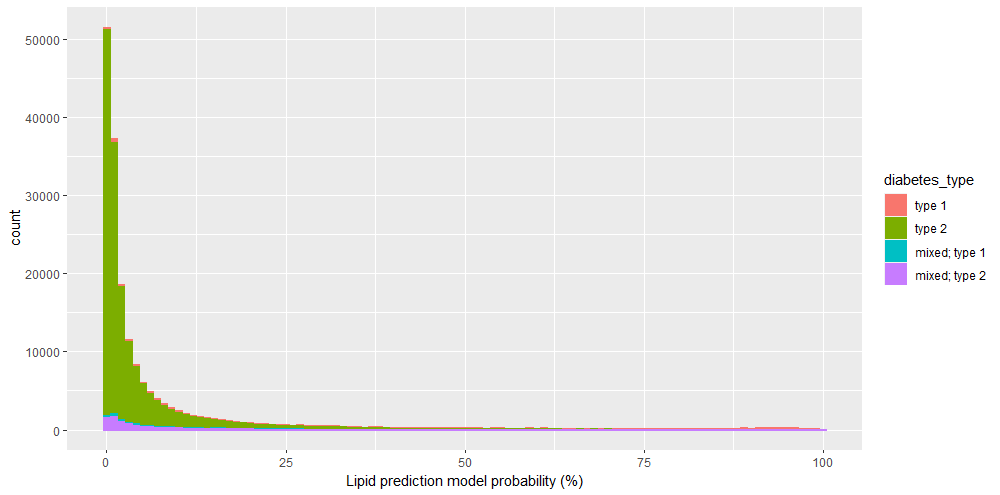 50000
40000
30000
20000
10000
0
count
0 25 50 75 100
Lipid prediction model probability (%)
diabetes_type
type 1
type 2
mixed; type 1
mixed; type 2